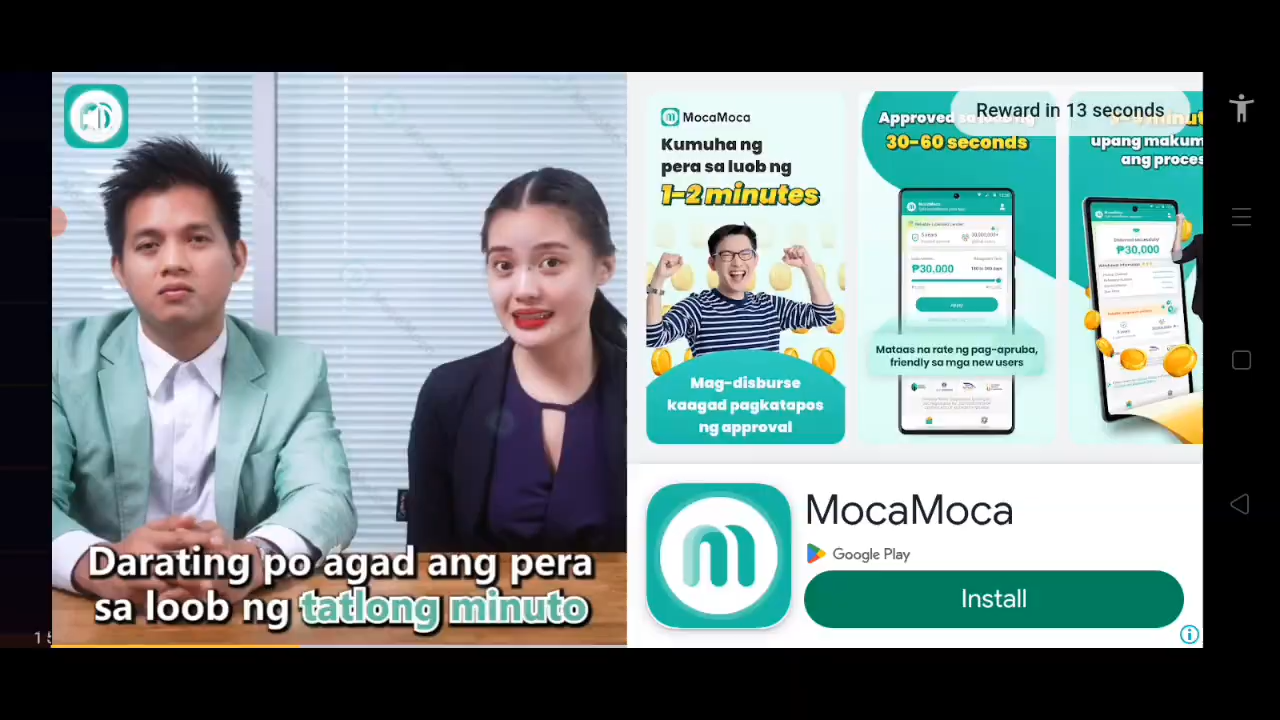 Darating po agad ang pera
sa loob ng tatlong minuto
MocaMoca
Kumuha ng
pera sa luob ng
1-2 minutes
Mag-disburse
kaagad pagkatapos
ng approval
Approved
30-60 seconds
Reward in 13 seconds
MocaMoca
₱30,000
Mataas na rate ng pag-apruba,
friendly sa mga new users
upang makum
ang proces
₱30,000
MocaMoca
Google Play
Install